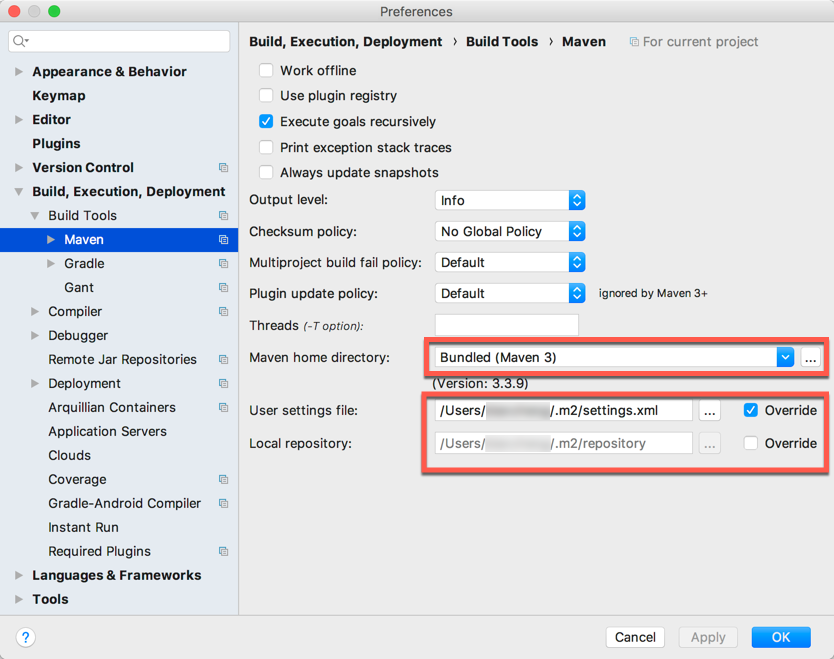 Preferences
Build, Execution, Deployment › Build Tools › Maven For current project
Appearance & Behavior
Keymap
Editor
Plugins
Version Control
Build, Execution, Deployment
Build Tools
Maven
Gradle
Gant
Compiler
Debugger
Remote Jar Repositories
Deployment
Arquillian Containers
Application Servers
Clouds
Coverage
Gradle-Android Compiler
Instant Run
Required Plugins
Languages & Frameworks
Tools
Work offline
Use plugin registry
Execute goals recursively
Print exception stack traces
Always update snapshots
Output level: Info
Checksum policy: No Global Policy
Multiproject build fail policy: Default
Plugin update policy: Default ignored by Maven 3+
Threads (-T option):
Maven home directory: Bundled (Maven 3) ...
(Version: 3.3.9)
User settings file: /Users/ /.m2/settings.xml ... Override
Local repository: /Users/ /.m2/repository ... Override
? Cancel Apply OK